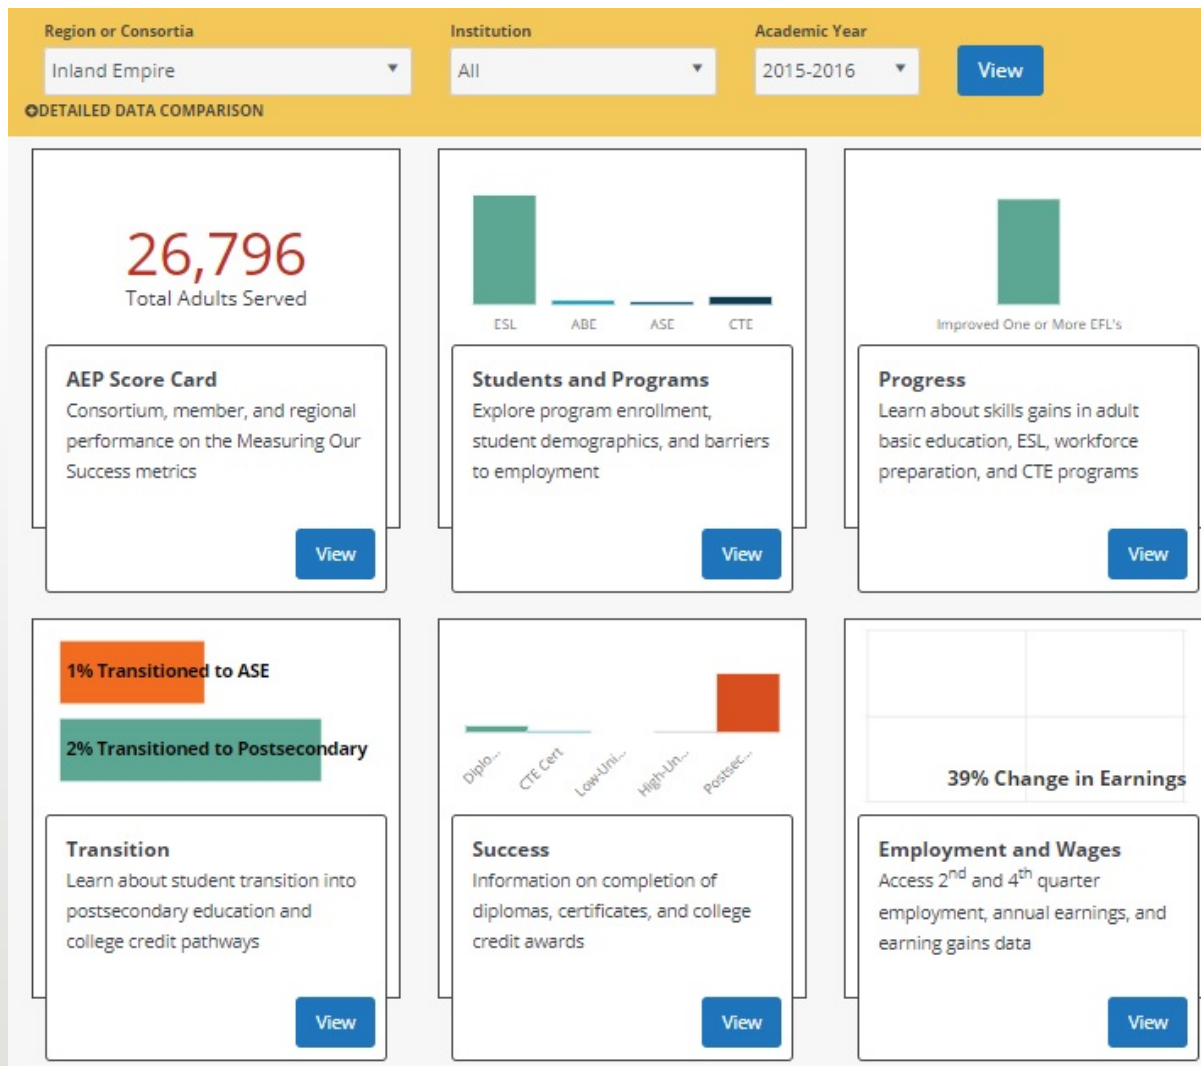 Region or Consortia
Institution
Academic Year
Inland Empire
All
2015-2016
View
DETAILED DATA COMPARISON
26,796
Total Adults Served
AEP Score Card
Consortium, member, and regional
performance on the Measuring Our
Success metrics
View
ESL ABE ASE CTE
Students and Programs
Explore program enrollment,
student demographics, and barriers
to employment
View
Improved One or More EFL's
Progress
Learn about skills gains in adult
basic education, ESL, workforce
preparation, and CTE programs
View
1% Transitioned to ASE
2% Transitioned to Postsecondary
Transition
Learn about student transition into
postsecondary education and
college credit pathways
View
Diplo...
CTE Cert
Low-Uni...
High-Un...
Postsec...
Success
Information on completion of
diplomas, certificates, and college
credit awards
View
39% Change in Earnings
Employment and Wages
Access 2nd and 4th quarter
employment, annual earnings, and
earning gains data
View